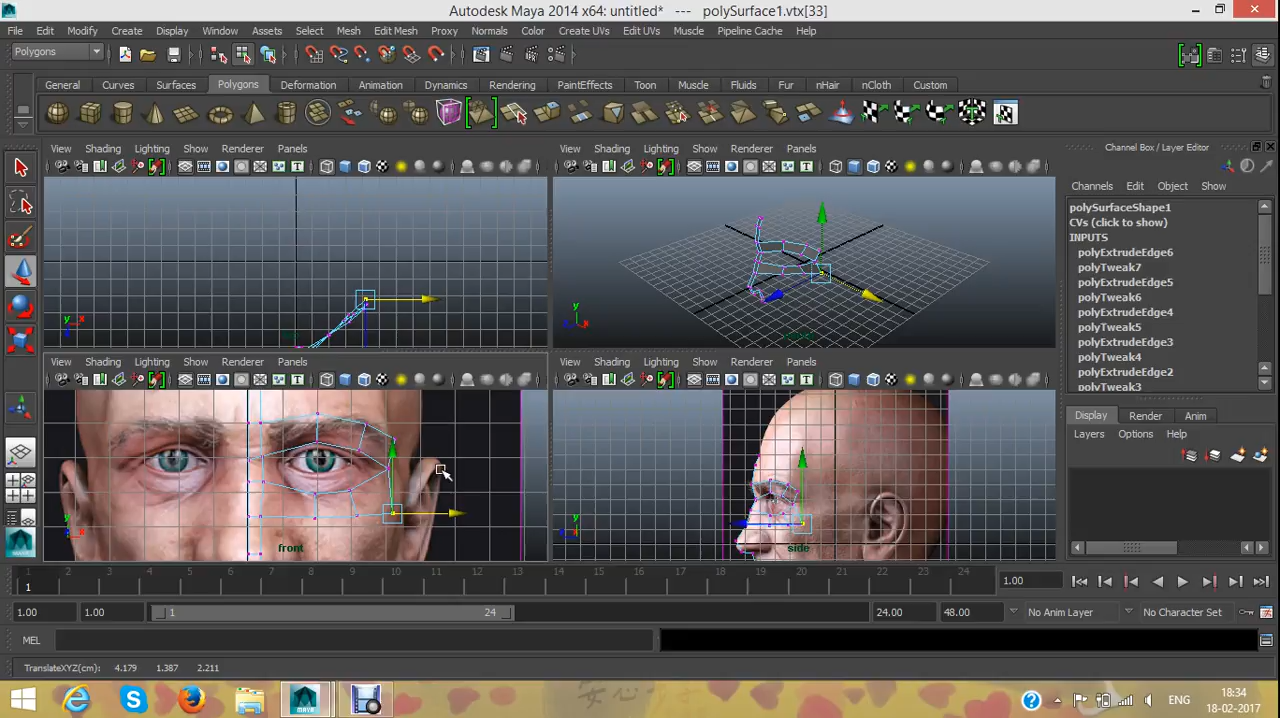 Autodesk Maya 2014 x64: untitled* --- polySurface1.vtx[33]
File Edit Modify Create Display Window Assets Select Mesh Edit Mesh Proxy Normals Color Create UVs Edit UVs Muscle Pipeline Cache Help
Polygons
General Curves Surfaces Polygons Deformation Animation Dynamics Rendering PaintEffects Toon Muscle Fluids Fur nHair nCloth Custom
View Shading Lighting Show Renderer Panels
View Shading Lighting Show Renderer Panels
Channel Box / Layer Editor
Channels Edit Object Show
polySurfaceShape1
CVs (click to show)
INPUTS
polyExtrudeEdge6
polyTweak7
polyExtrudeEdge5
polyTweak6
polyExtrudeEdge4
polyTweak5
polyExtrudeEdge3
polyTweak4
polyExtrudeEdge2
polyTweak3
View Shading Lighting Show Renderer Panels
View Shading Lighting Show Renderer Panels
front
side
Display Render Anim
Layers Options Help
1 2 3 4 5 6 7 8 9 10 11 12 13 14 15 16 17 18 19 20 21 22 23 24
1
1.00
1.00 1.00 1 24 24.00 48.00 No Anim Layer No Character Set
MEL
TranslateXYZ(cm): 4.179 1.387 2.211
ENG
18:34
18-02-2017